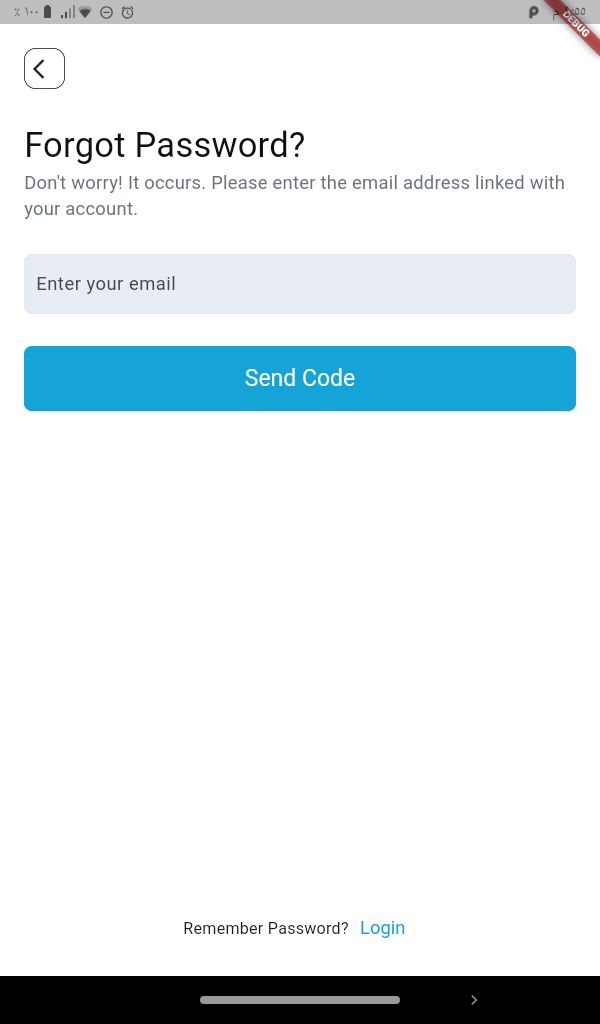 ٪ ١٠٠
DEBUG
Forgot Password?
Don't worry! It occurs. Please enter the email address linked with
your account.
Enter your email
Send Code
Remember Password? Login